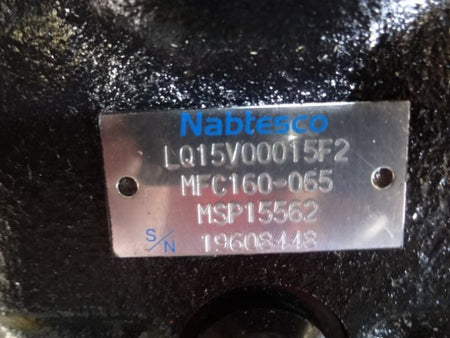 Nabtesco
LQ15V00015F2
MFC160-065
MSP15562
S/N 19608448